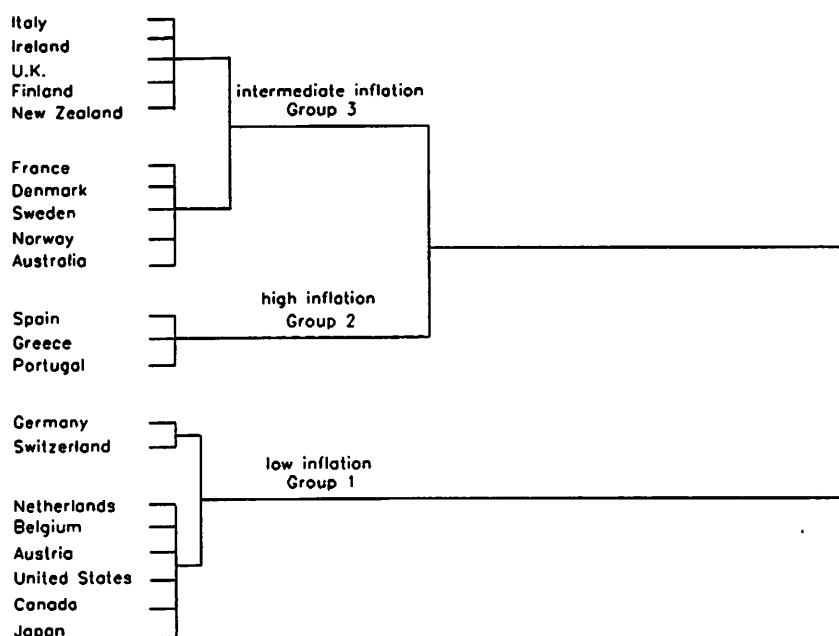 Italy
Ireland
U.K.
Finland
New Zealand
intermediate inflation
Group 3
France
Denmark
Sweden
Norway
Australia
high inflation
Group 2
Spain
Greece
Portugal
Germany
Switzerland
low inflation
Group 1
Netherlands
Belgium
Austria
United States
Canada
Japan